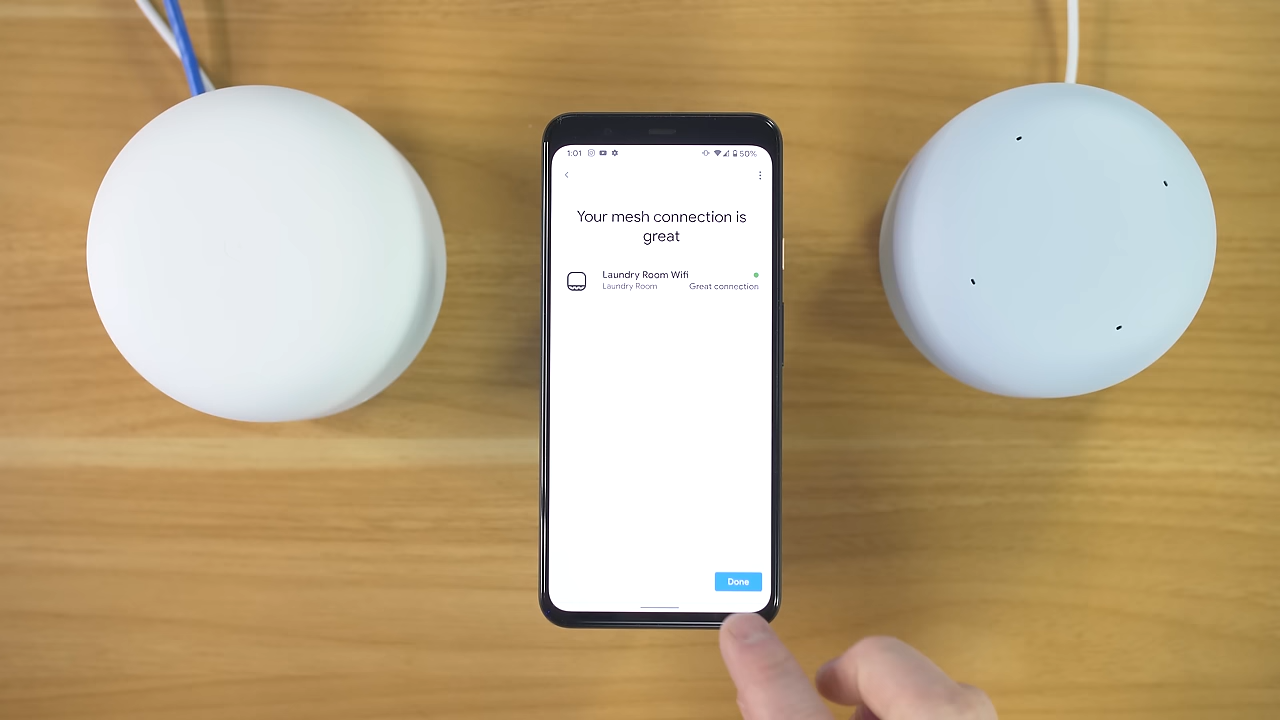 1:01 50%
Your mesh connection is
great
Laundry Room Wifi
Laundry Room Great connection
Done